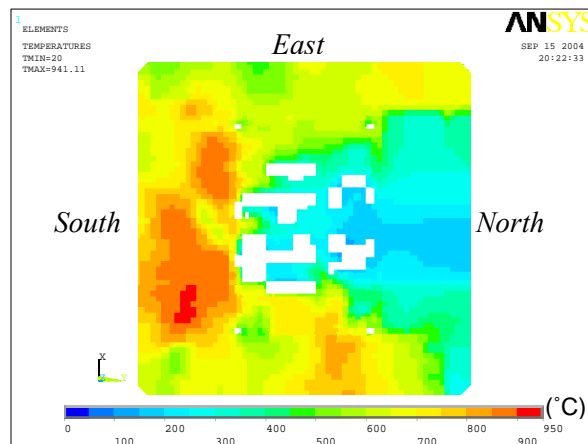 1
ELEMENTS
TEMPERATURES
TMIN=20
TMAX=941.11
ANSYS
SEP 15 2004
20:22:33
East
South
North
X
Y
(°C)
0 200 400 600 800 950
100 300 500 700 900